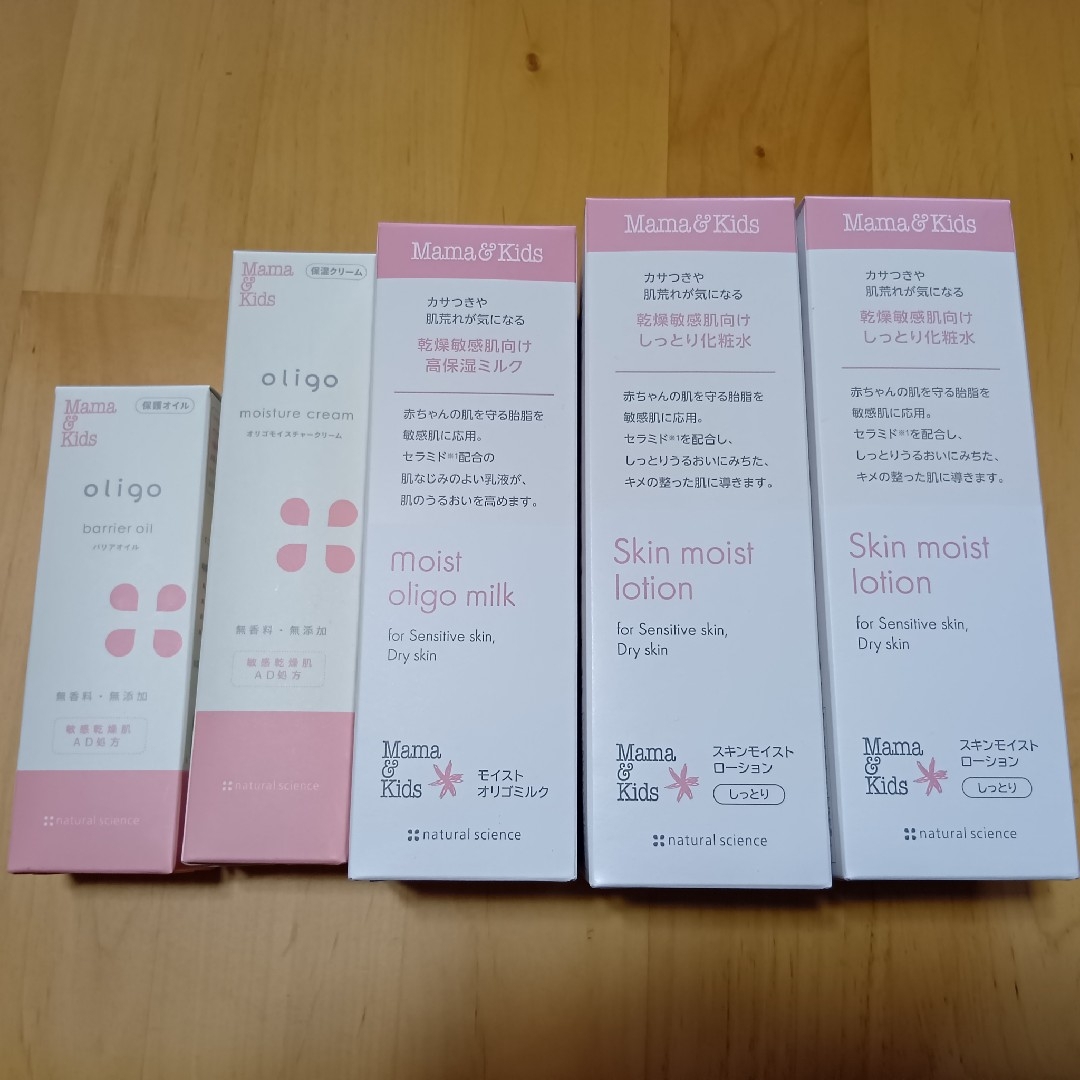 Mama
&
Kids
保護オイル
oligo
barrier oil
バリアオイル
無香料・無添加
敏感乾燥肌
AD処方
natural science
Mama
&
Kids
保湿クリーム
oligo
moisture cream
オリゴモイスチャークリーム
無香料・無添加
敏感乾燥肌
AD処方
natural science
Mama&Kids
カサつきや
肌荒れが気になる
乾燥敏感肌向け
高保湿ミルク
赤ちゃんの肌を守る胎脂を
敏感肌に応用。
セラミド※1配合の
肌なじみのよい乳液が、
肌のうるおいを高めます。
moist
oligo milk
for Sensitive skin,
Dry skin
Mama
&
Kids
モイスト
オリゴミルク
natural science
Mama&Kids
カサつきや
肌荒れが気になる
乾燥敏感肌向け
しっとり化粧水
赤ちゃんの肌を守る胎脂を
敏感肌に応用。
セラミド※1を配合し、
しっとりうるおいにみちた、
キメの整った肌に導きます。
Skin moist
lotion
for Sensitive skin,
Dry skin
Mama
&
Kids
スキンモイスト
ローション
しっとり
natural science
Mama&Kids
カサつきや
肌荒れが気になる
乾燥敏感肌向け
しっとり化粧水
赤ちゃんの肌を守る胎脂を
敏感肌に応用。
セラミド※1を配合し、
しっとりうるおいにみちた、
キメの整った肌に導きます。
Skin moist
lotion
for Sensitive skin,
Dry skin
Mama
&
Kids
スキンモイスト
ローション
しっとり
natural science